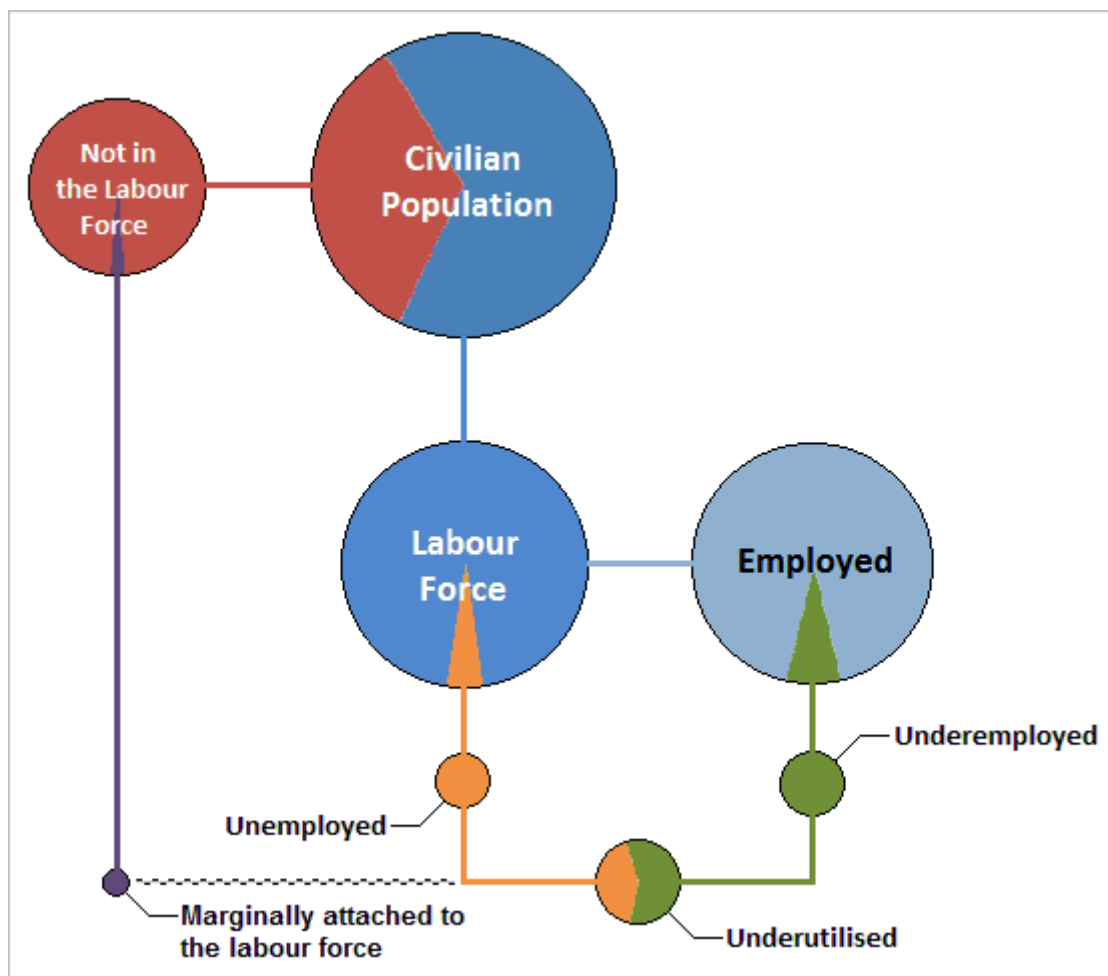 Not in
the Labour
Force
Civilian
Population
Labour
Force
Employed
Underemployed
Unemployed
Marginally attached to
the labour force
Underutilised